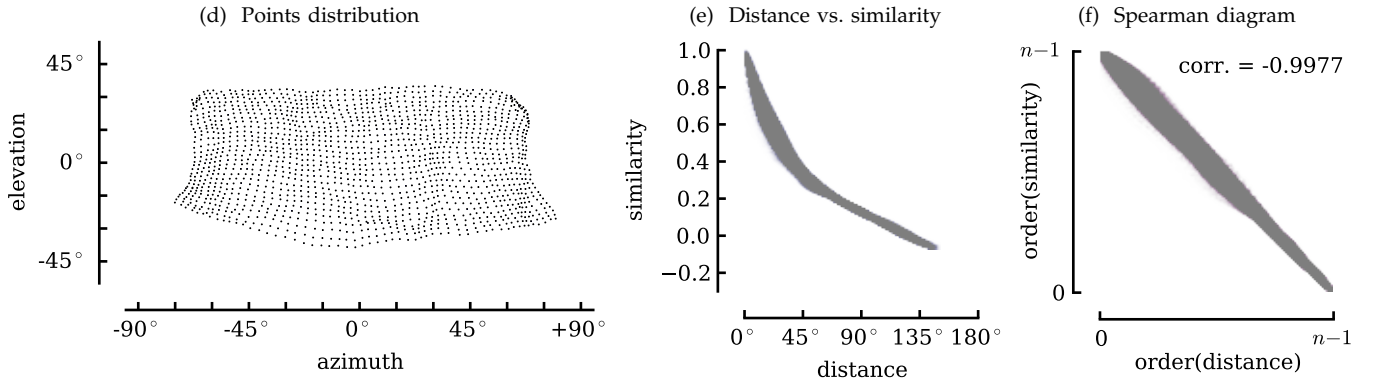 (d) Points distribution
45°
0°
-45°
elevation
-90° -45° 0° 45° +90°
azimuth
(e) Distance vs. similarity
1.0
0.8
0.6
0.4
0.2
0.0
−0.2
similarity
0° 45° 90° 135° 180°
distance
(f) Spearman diagram
n−1
corr. = -0.9977
order(similarity)
0
0 n−1
order(distance)